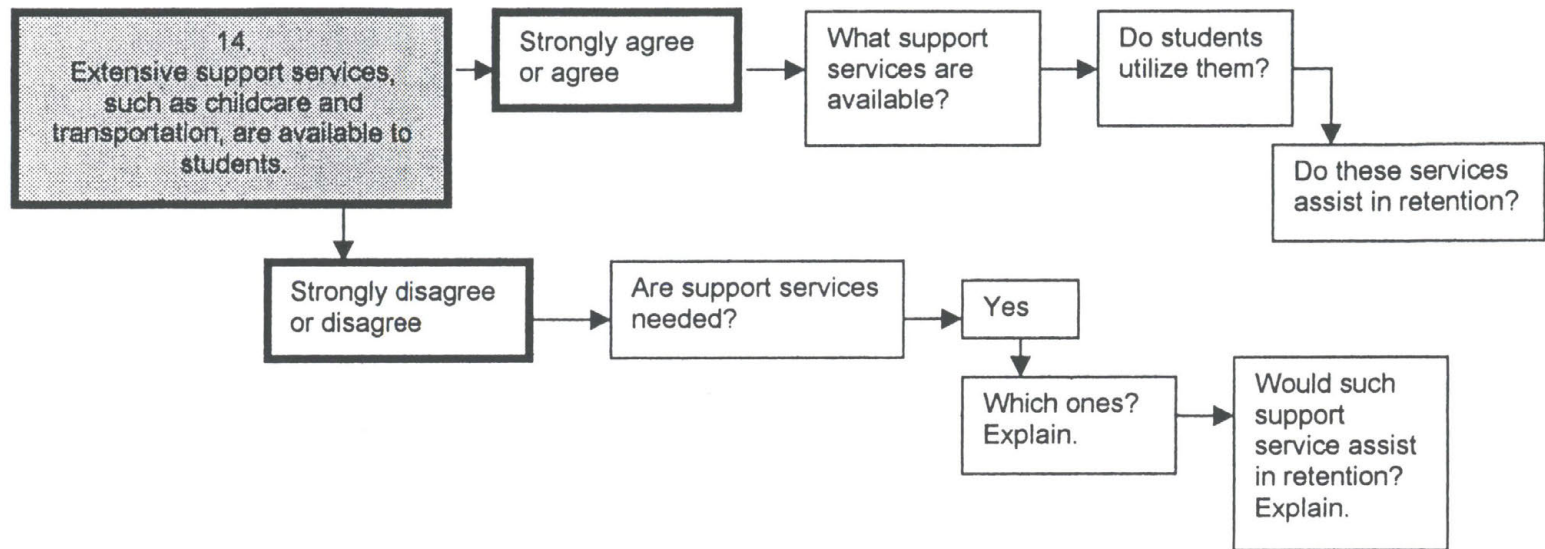 14.
Extensive support services,
such as childcare and
transportation, are available to
students.
Strongly agree
or agree
What support
services are
available?
Do students
utilize them?
Do these services
assist in retention?
Strongly disagree
or disagree
Are support services
needed?
Yes
Which ones?
Explain.
Would such
support
service assist
in retention?
Explain.